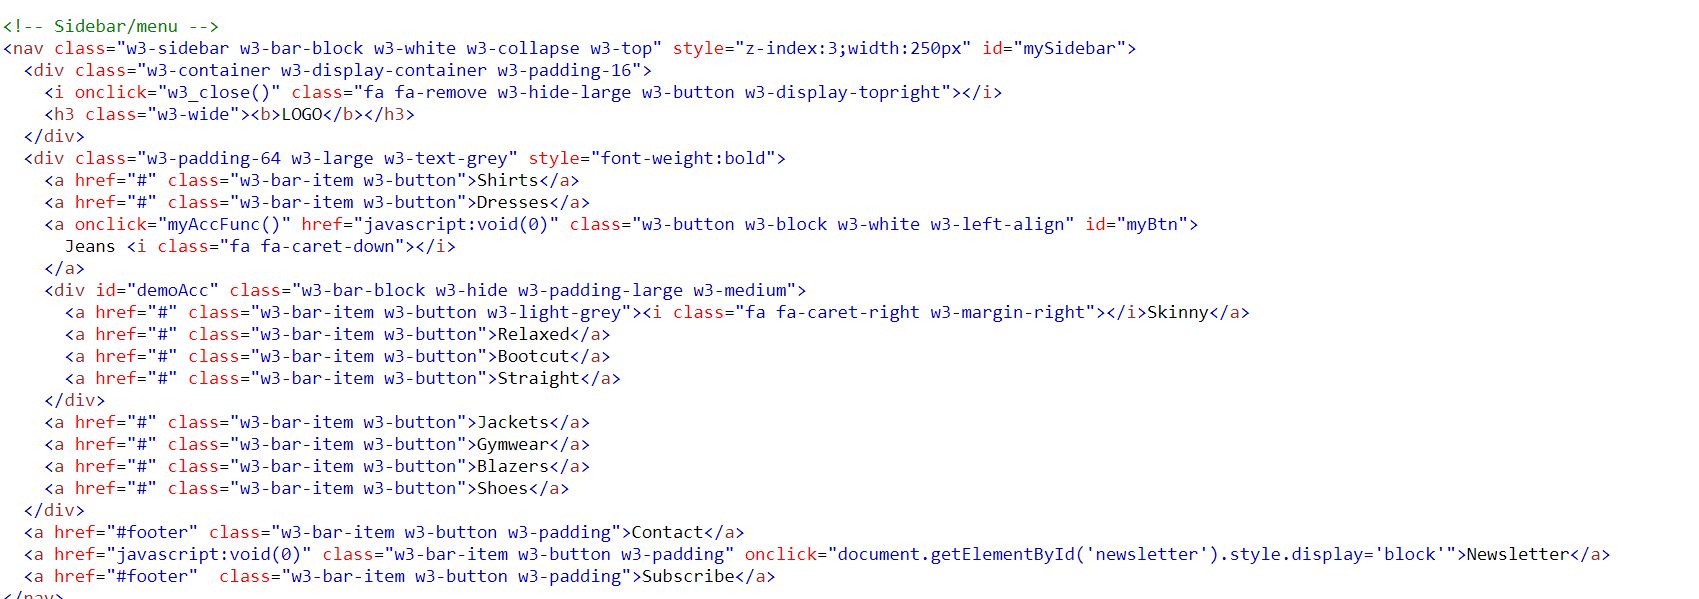 <!-- Sidebar/menu -->
<nav class="w3-sidebar w3-bar-block w3-white w3-collapse w3-top" style="z-index:3;width:250px" id="mySidebar">
  <div class="w3-container w3-display-container w3-padding-16">
    <i onclick="w3_close()" class="fa fa-remove w3-hide-large w3-button w3-display-topright"></i>
    <h3 class="w3-wide"><b>LOGO</b></h3>
  </div>
  <div class="w3-padding-64 w3-large w3-text-grey" style="font-weight:bold">
    <a href="#" class="w3-bar-item w3-button">Shirts</a>
    <a href="#" class="w3-bar-item w3-button">Dresses</a>
    <a onclick="myAccFunc()" href="javascript:void(0)" class="w3-button w3-block w3-white w3-left-align" id="myBtn">
      Jeans <i class="fa fa-caret-down"></i>
    </a>
    <div id="demoAcc" class="w3-bar-block w3-hide w3-padding-large w3-medium">
      <a href="#" class="w3-bar-item w3-button w3-light-grey"><i class="fa fa-caret-right w3-margin-right"></i>Skinny</a>
      <a href="#" class="w3-bar-item w3-button">Relaxed</a>
      <a href="#" class="w3-bar-item w3-button">Bootcut</a>
      <a href="#" class="w3-bar-item w3-button">Straight</a>
    </div>
    <a href="#" class="w3-bar-item w3-button">Jackets</a>
    <a href="#" class="w3-bar-item w3-button">Gymwear</a>
    <a href="#" class="w3-bar-item w3-button">Blazers</a>
    <a href="#" class="w3-bar-item w3-button">Shoes</a>
  </div>
  <a href="#footer" class="w3-bar-item w3-button w3-padding">Contact</a>
  <a href="javascript:void(0)" class="w3-bar-item w3-button w3-padding" onclick="document.getElementById('newsletter').style.display='block'">Newsletter</a>
  <a href="#footer"  class="w3-bar-item w3-button w3-padding">Subscribe</a>
</nav>